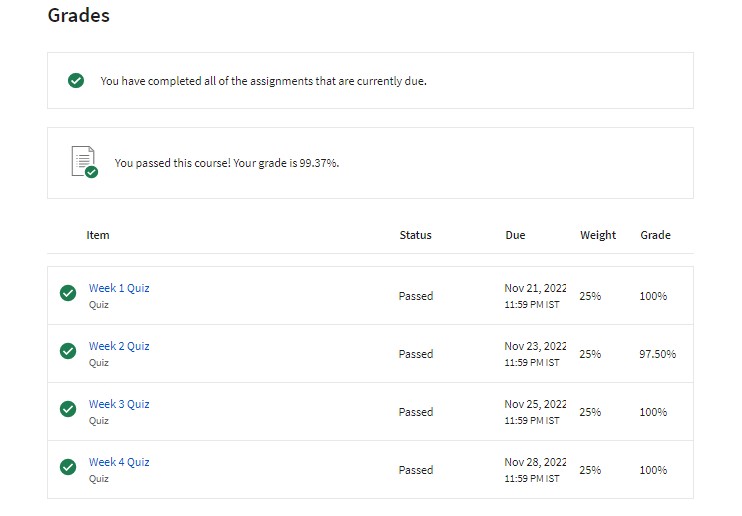 Grades
You have completed all of the assignments that are currently due.
You passed this course! Your grade is 99.37%.
Item Status Due Weight Grade
Week 1 Quiz
Quiz
Passed
Nov 21, 2022
11:59 PM IST
25%
100%
Week 2 Quiz
Quiz
Passed
Nov 23, 2022
11:59 PM IST
25%
97.50%
Week 3 Quiz
Quiz
Passed
Nov 25, 2022
11:59 PM IST
25%
100%
Week 4 Quiz
Quiz
Passed
Nov 28, 2022
11:59 PM IST
25%
100%